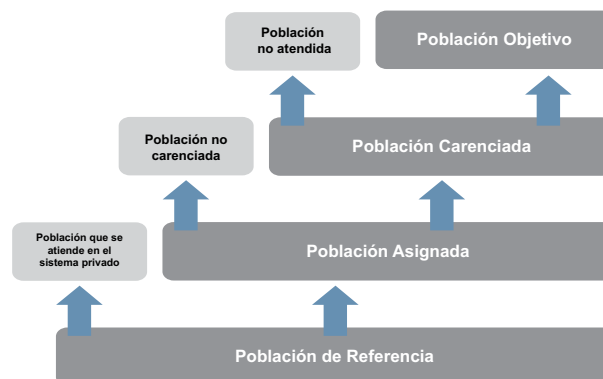 Población
no atendida
Población Objetivo
Población no
carenciada
Población Carenciada
Población que se
atiende en el
sistema privado
Población Asignada
Población de Referencia